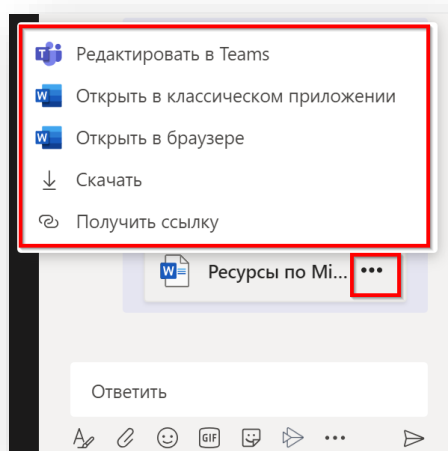 Редактировать в Teams
Открыть в классическом приложении
Открыть в браузере
Скачать
Получить ссылку
Ресурсы по Mi...
Ответить
GIF